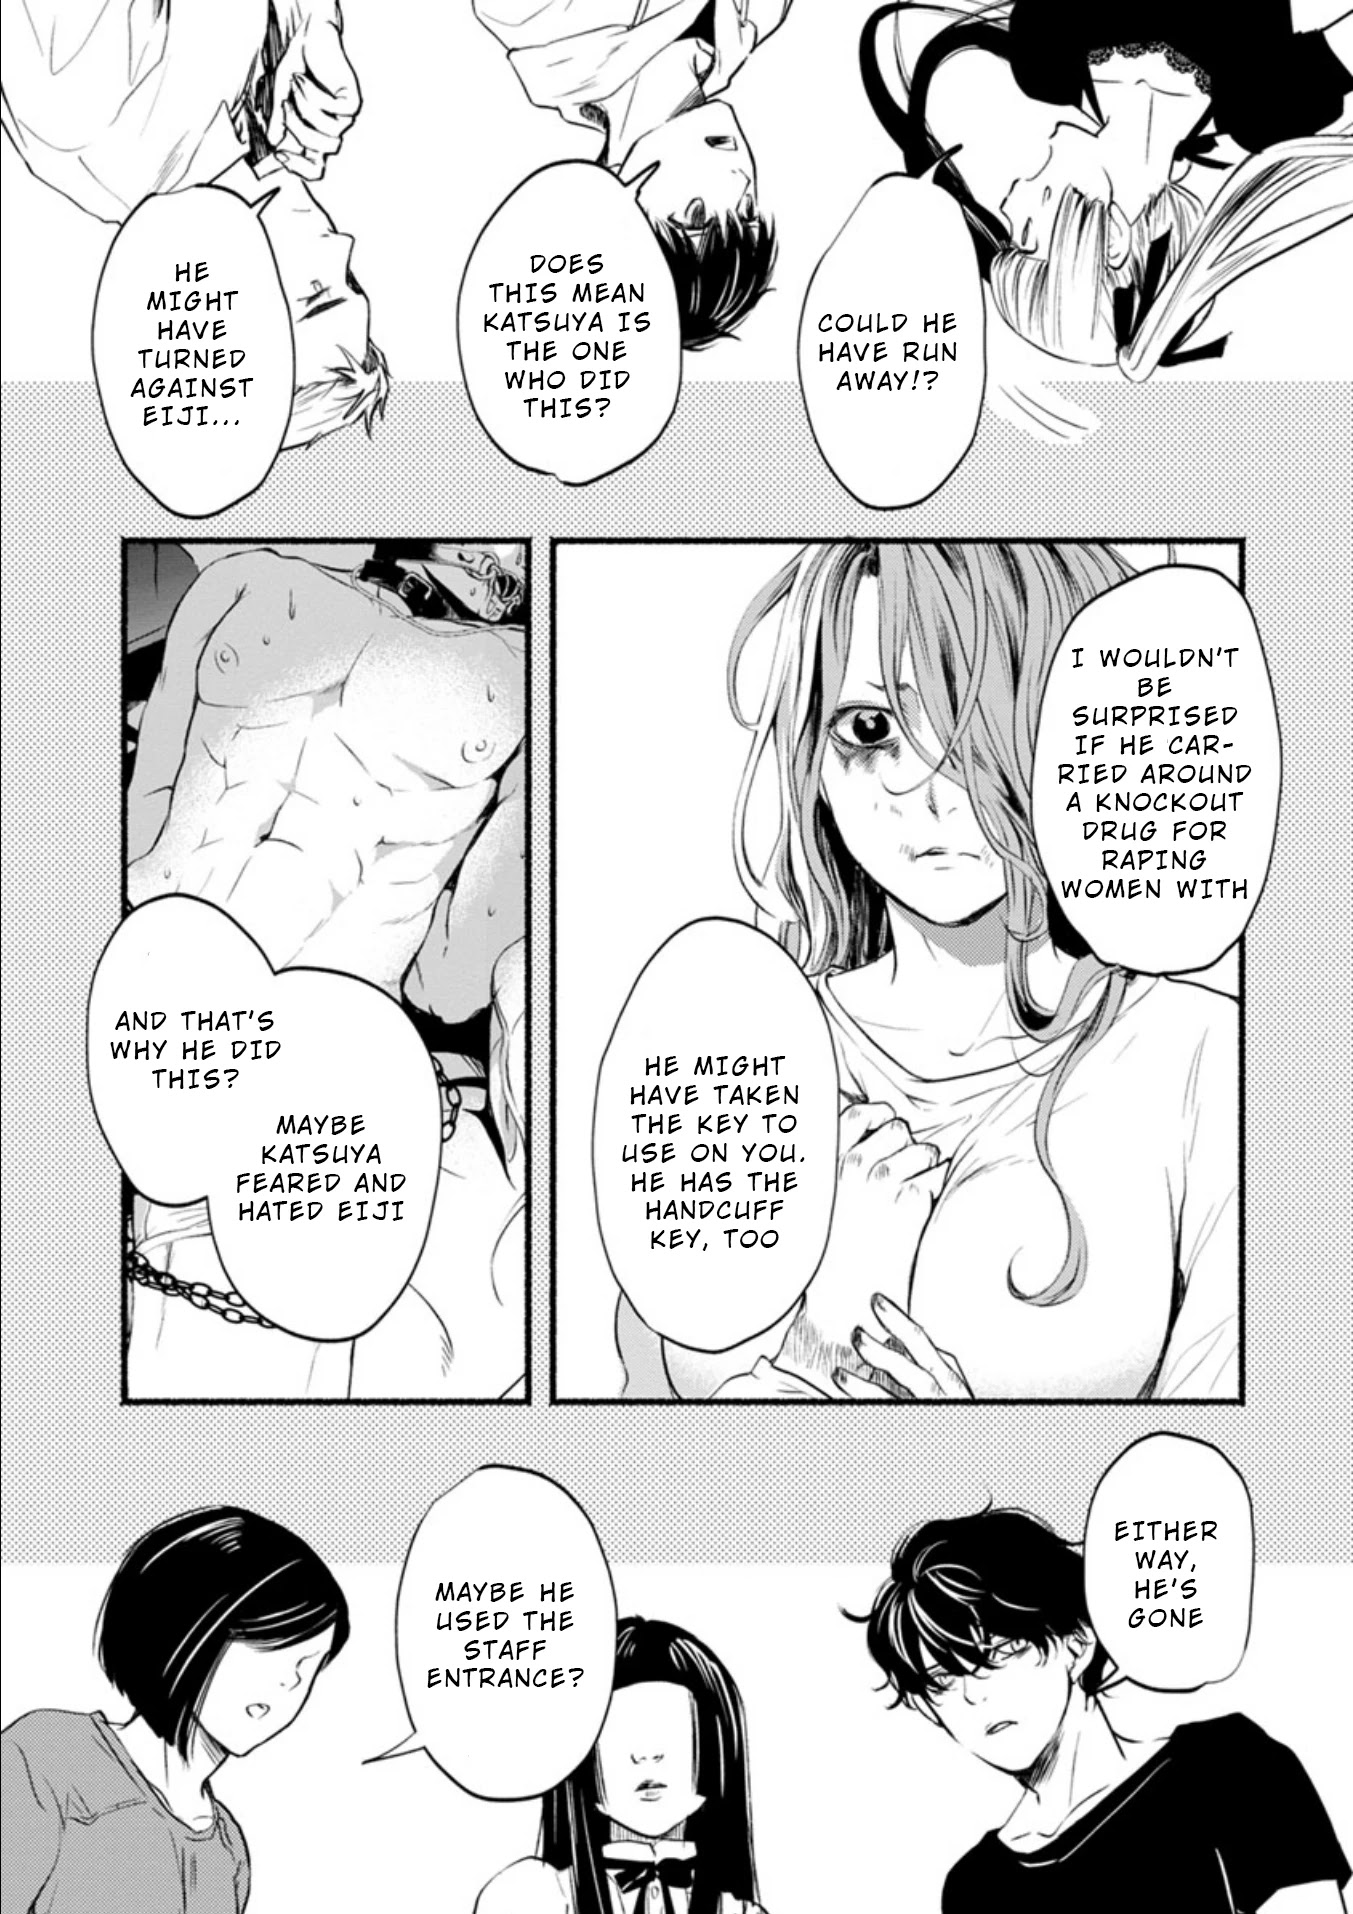 COULD HE
HAVE RUN
AWAY!?
DOES
THIS MEAN
KATSUYA IS
THE ONE
WHO DID
THIS?
HE
MIGHT
HAVE
TURNED
AGAINST
EIJI...
I WOULDN'T
BE
SURPRISED
IF HE CAR-
RIED AROUND
A KNOCKOUT
DRUG FOR
RAPING
WOMEN WITH
HE MIGHT
HAVE TAKEN
THE KEY TO
USE ON YOU.
HE HAS THE
HANDCUFF
KEY, TOO
AND THAT'S
WHY HE DID
THIS?
MAYBE
KATSUYA
FEARED AND
HATED EIJI
EITHER
WAY,
HE'S
GONE
MAYBE HE
USED THE
STAFF
ENTRANCE?